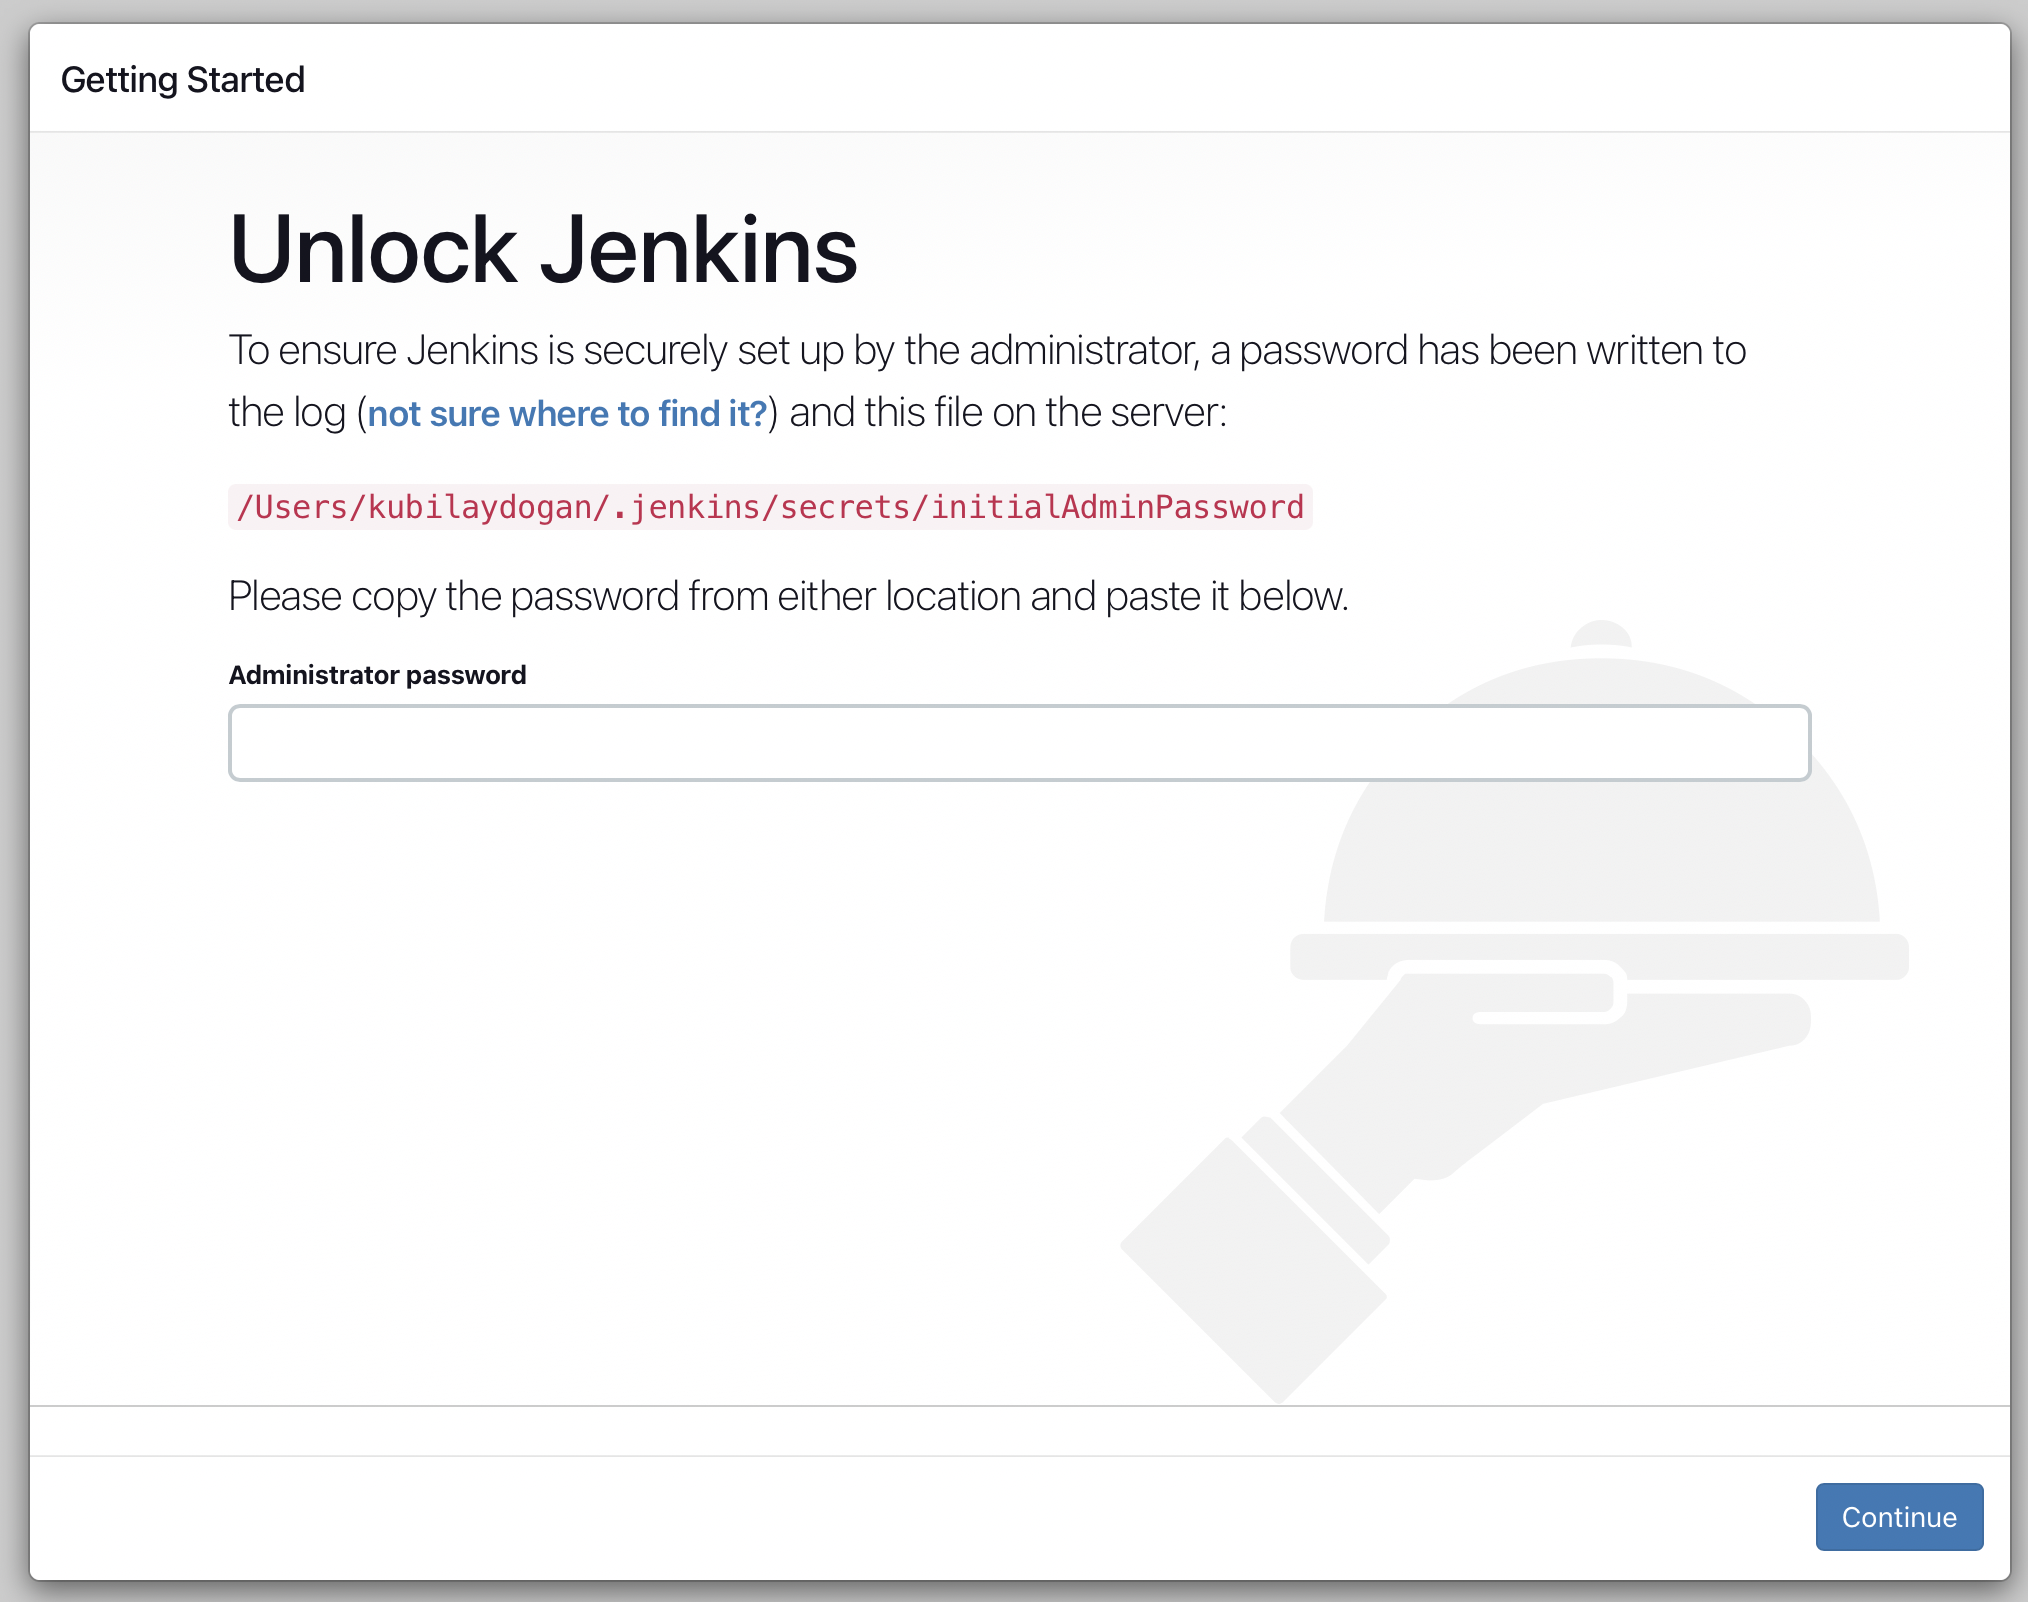 Getting Started
Unlock Jenkins
To ensure Jenkins is securely set up by the administrator, a password has been written to
the log (not sure where to find it?) and this file on the server:
/Users/kubilaydogan/.jenkins/secrets/initialAdminPassword
Please copy the password from either location and paste it below.
Administrator password
Continue